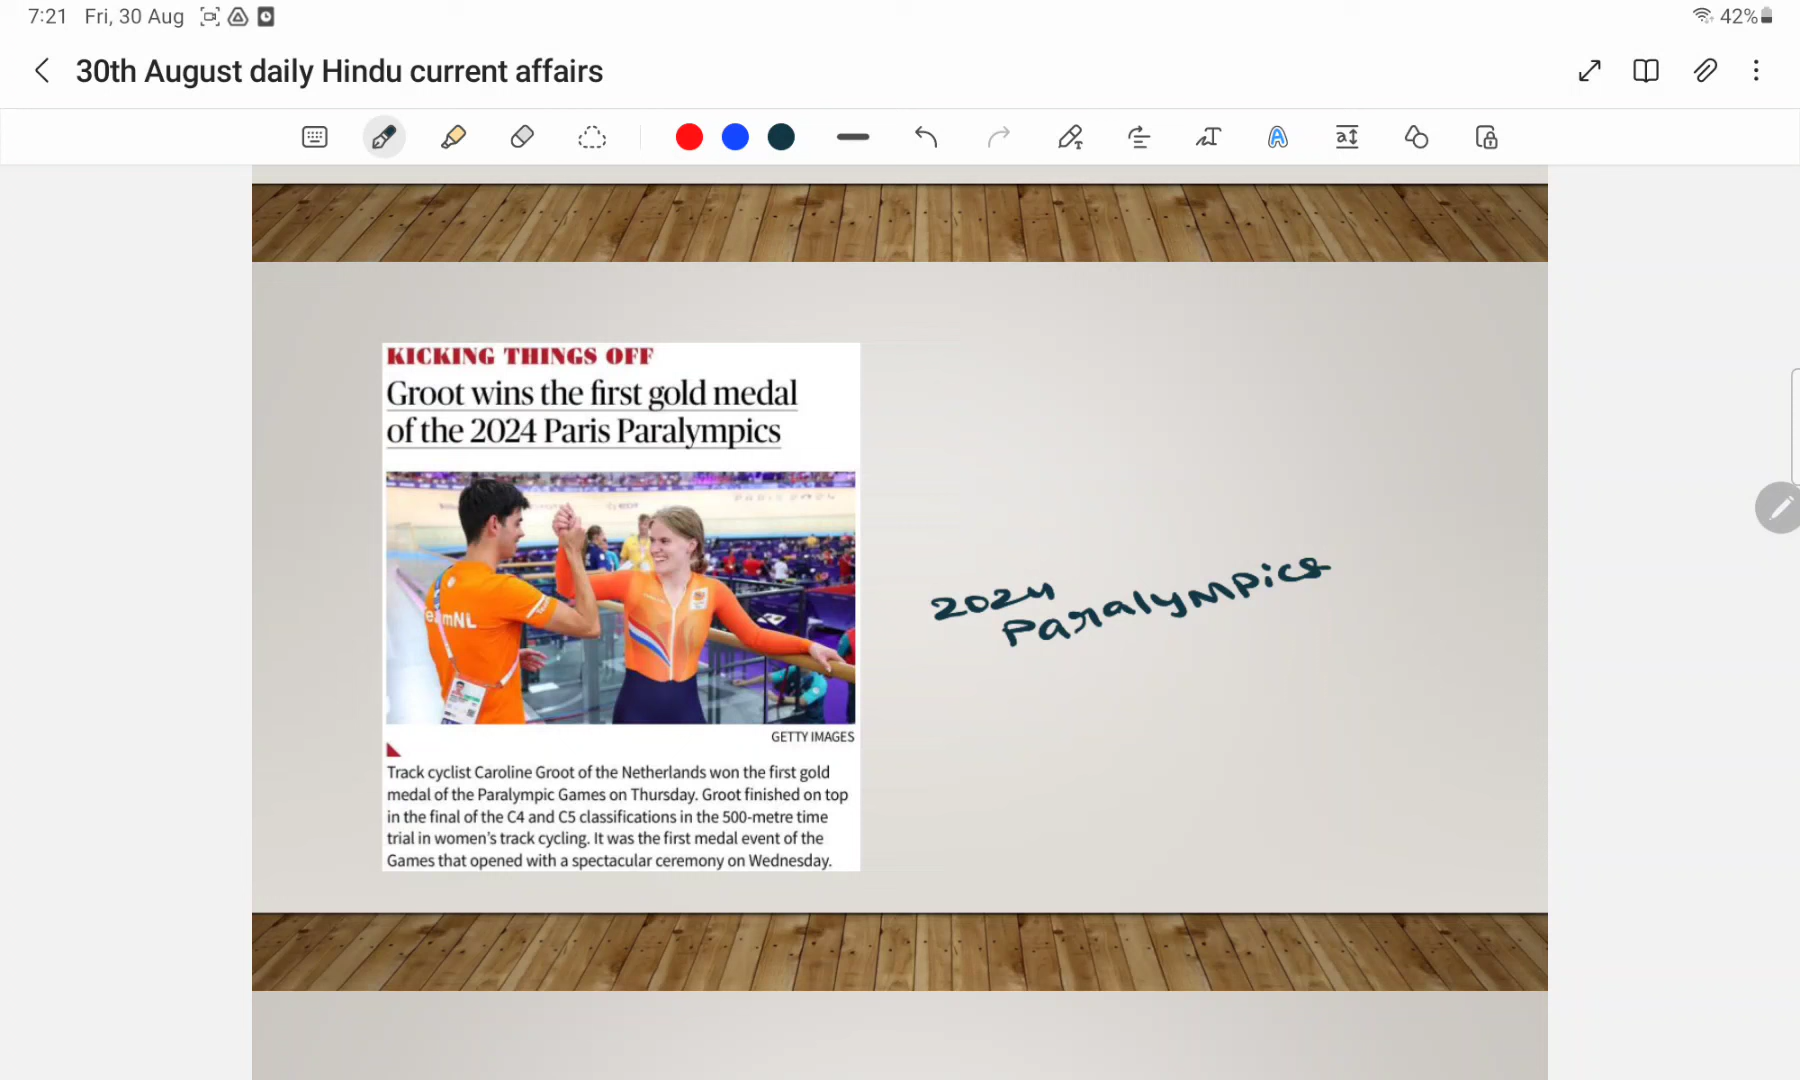 7:21 Fri, 30 Aug
42%
30th August daily Hindu current affairs
KICKING THINGS OFF
Groot wins the first gold medal
of the 2024 Paris Paralympics
eamNL
GETTY IMAGES
Track cyclist Caroline Groot of the Netherlands won the first gold
medal of the Paralympic Games on Thursday. Groot finished on top
in the final of the C4 and C5 classifications in the 500-metre time
trial in women's track cycling. It was the first medal event of the
Games that opened with a spectacular ceremony on Wednesday.
2024
Paralympics